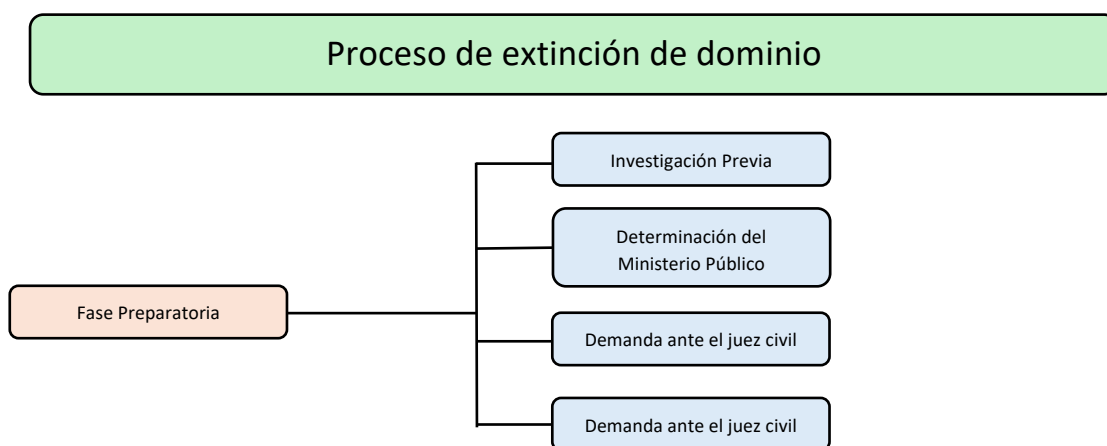 Proceso de extinción de dominio
Investigación Previa
Determinación del
Ministerio Público
Fase Preparatoria
Demanda ante el juez civil
Demanda ante el juez civil